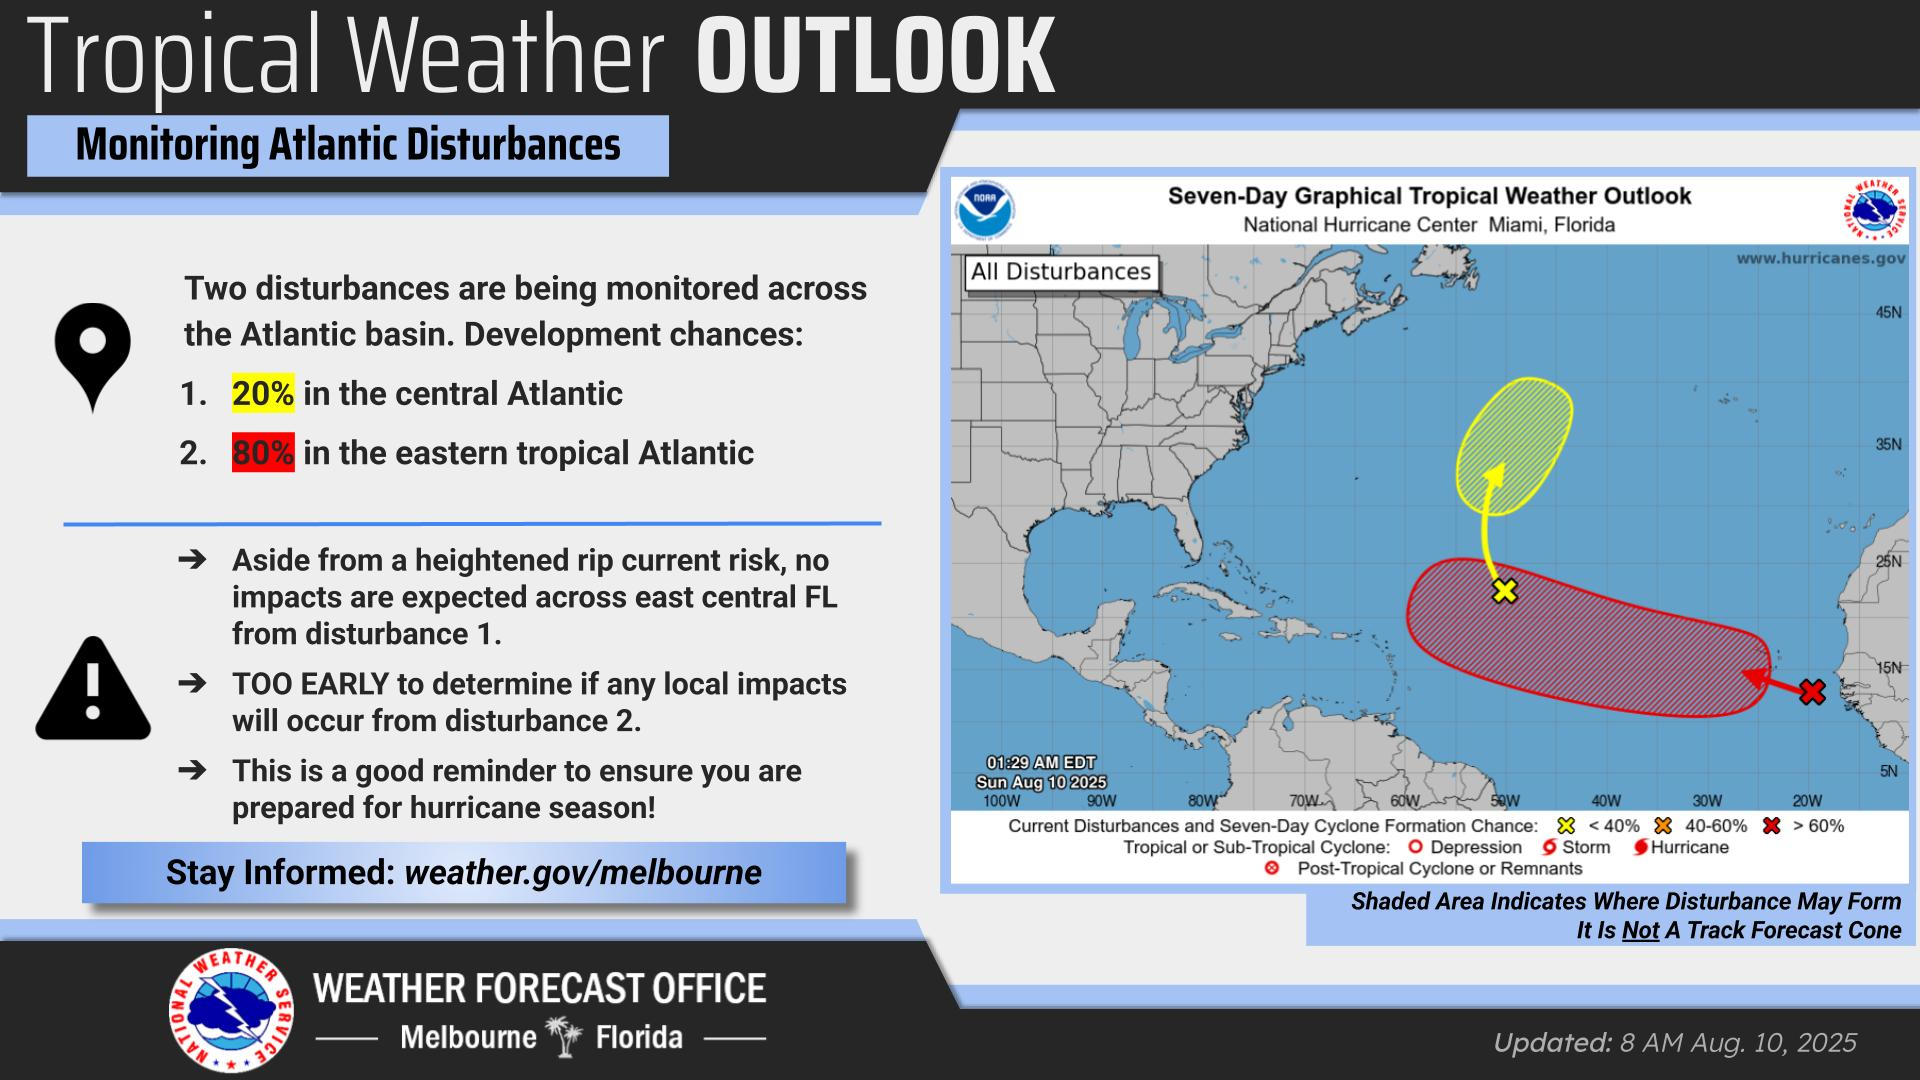 Tropical Weather OUTLOOK
Monitoring Atlantic Disturbances
Two disturbances are being monitored across
the Atlantic basin. Development chances:
1. 20% in the central Atlantic
2. 80% in the eastern tropical Atlantic
➔ Aside from a heightened rip current risk, no
impacts are expected across east central FL
from disturbance 1.
➔ TOO EARLY to determine if any local impacts
will occur from disturbance 2.
➔ This is a good reminder to ensure you are
prepared for hurricane season!
Stay Informed: weather.gov/melbourne
NATIONAL WEATHER SERVICE
WEATHER FORECAST OFFICE
Melbourne Florida
NOAA
Seven-Day Graphical Tropical Weather Outlook
National Hurricane Center Miami, Florida
NATIONAL WEATHER SERVICE
All Disturbances
www.hurricanes.gov
45N
35N
25N
15N
5N
01:29 AM EDT
Sun Aug 10 2025
100W 90W 80W 70W 60W 50W 40W 30W 20W
Current Disturbances and Seven-Day Cyclone Formation Chance: < 40% 40-60% > 60%
Tropical or Sub-Tropical Cyclone: Depression Storm Hurricane
Post-Tropical Cyclone or Remnants
Shaded Area Indicates Where Disturbance May Form
It Is Not A Track Forecast Cone
Updated: 8 AM Aug. 10, 2025